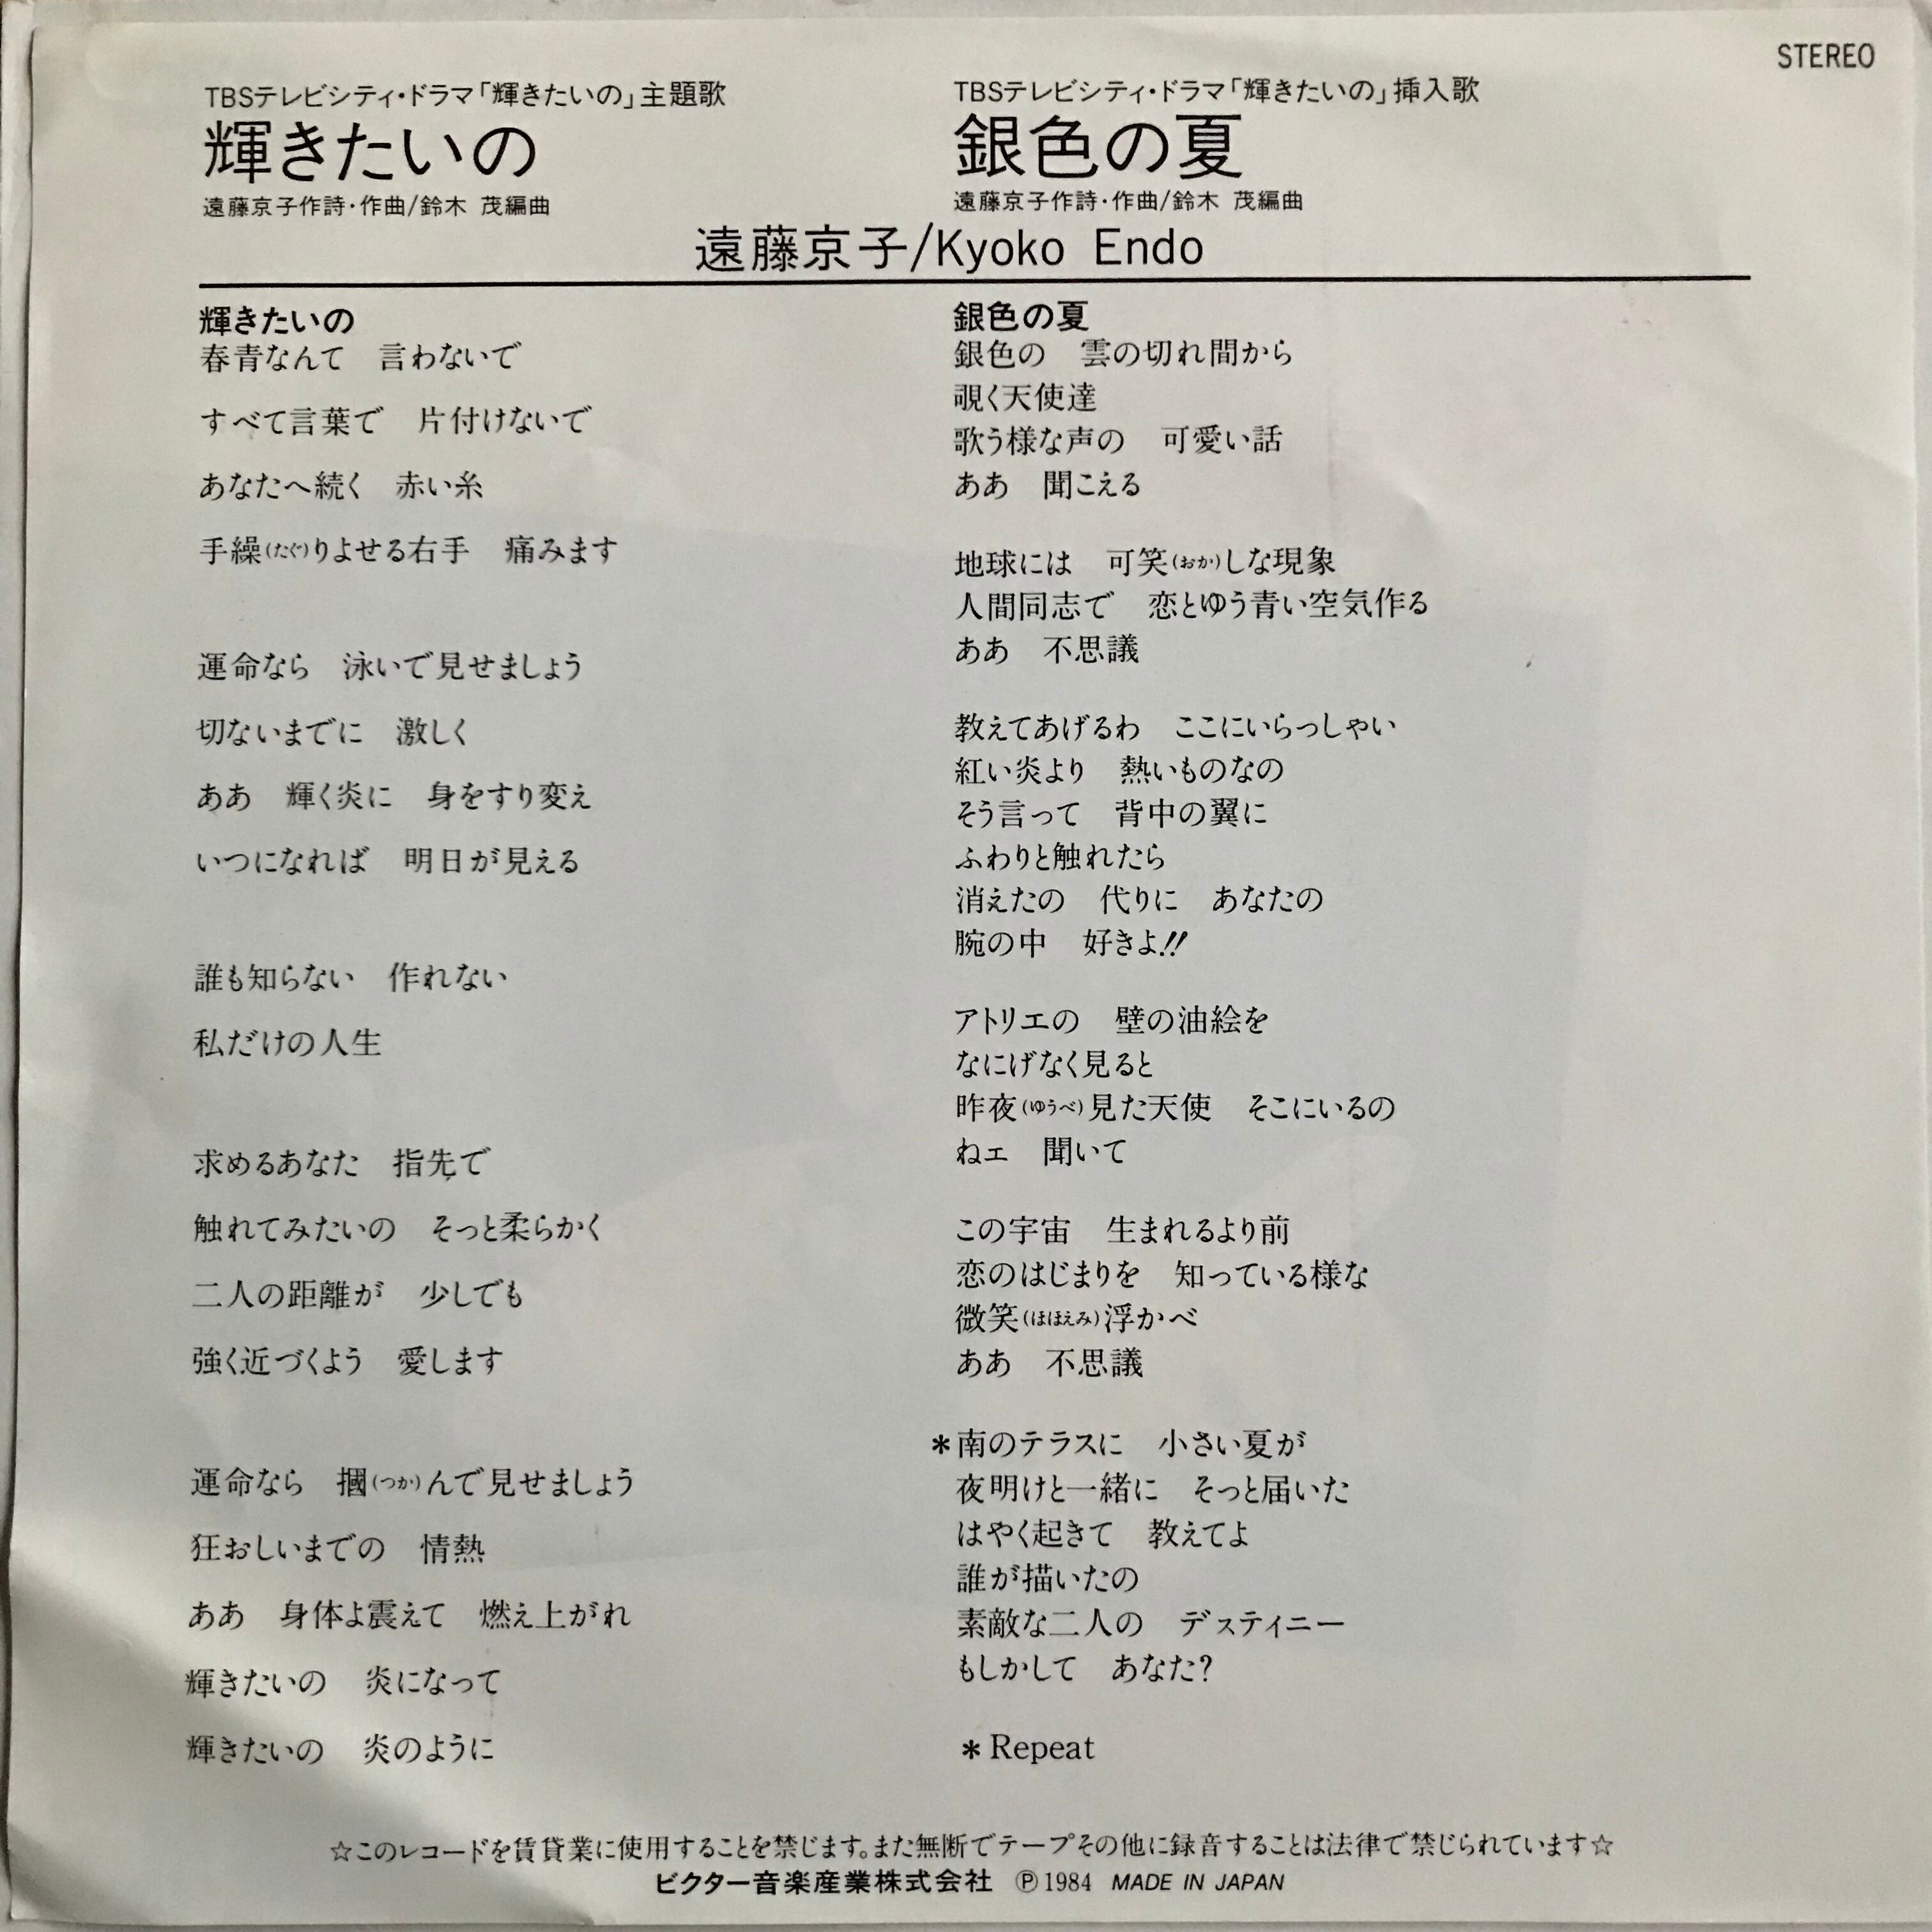 STEREO
TBSテレビシティ・ドラマ「輝きたいの」主題歌
輝きたいの
遠藤京子作詩・作曲/鈴木 茂編曲
TBSテレビシティ・ドラマ「輝きたいの」挿入歌
銀色の夏
遠藤京子作詩・作曲/鈴木 茂編曲
遠藤京子/Kyoko Endo
輝きたいの
春青なんて 言わないで
すべて言葉で 片付けないで
あなたへ続く 赤い糸
手繰(たぐ)りよせる右手 痛みます
運命なら 泳いで見せましょう
切ないまでに 激しく
ああ 輝く炎に 身をすり変え
いつになれば 明日が見える
誰も知らない 作れない
私だけの人生
求めるあなた 指先で
触れてみたいの そっと柔らかく
二人の距離が 少しでも
強く近づくよう 愛します
運命なら 摑(つか)んで見せましょう
狂おしいまでの 情熱
ああ 身体よ震えて 燃え上がれ
輝きたいの 炎になって
輝きたいの 炎のように
銀色の夏
銀色の 雲の切れ間から
覗く天使達
歌う様な声の 可愛い話
ああ 聞こえる
地球には 可笑(おか)しな現象
人間同志で 恋とゆう青い空気作る
ああ 不思議
教えてあげるわ ここにいらっしゃい
紅い炎より 熱いものなの
そう言って 背中の翼に
ふわりと触れたら
消えたの 代りに あなたの
腕の中 好きよ!!
アトリエの 壁の油絵を
なにげなく見ると
昨夜(ゆうべ)見た天使 そこにいるの
ねェ 聞いて
この宇宙 生まれるより前
恋のはじまりを 知っている様な
微笑(ほほえみ)浮かべ
ああ 不思議
*南のテラスに 小さい夏が
夜明けと一緒に そっと届いた
はやく起きて 教えてよ
誰が描いたの
素敵な二人の デスティニー
もしかして あなた?
* Repeat
☆このレコードを賃貸業に使用することを禁じます。また無断でテープその他に録音することは法律で禁じられています☆
ビクター音楽産業株式会社 Ⓟ1984 MADE IN JAPAN